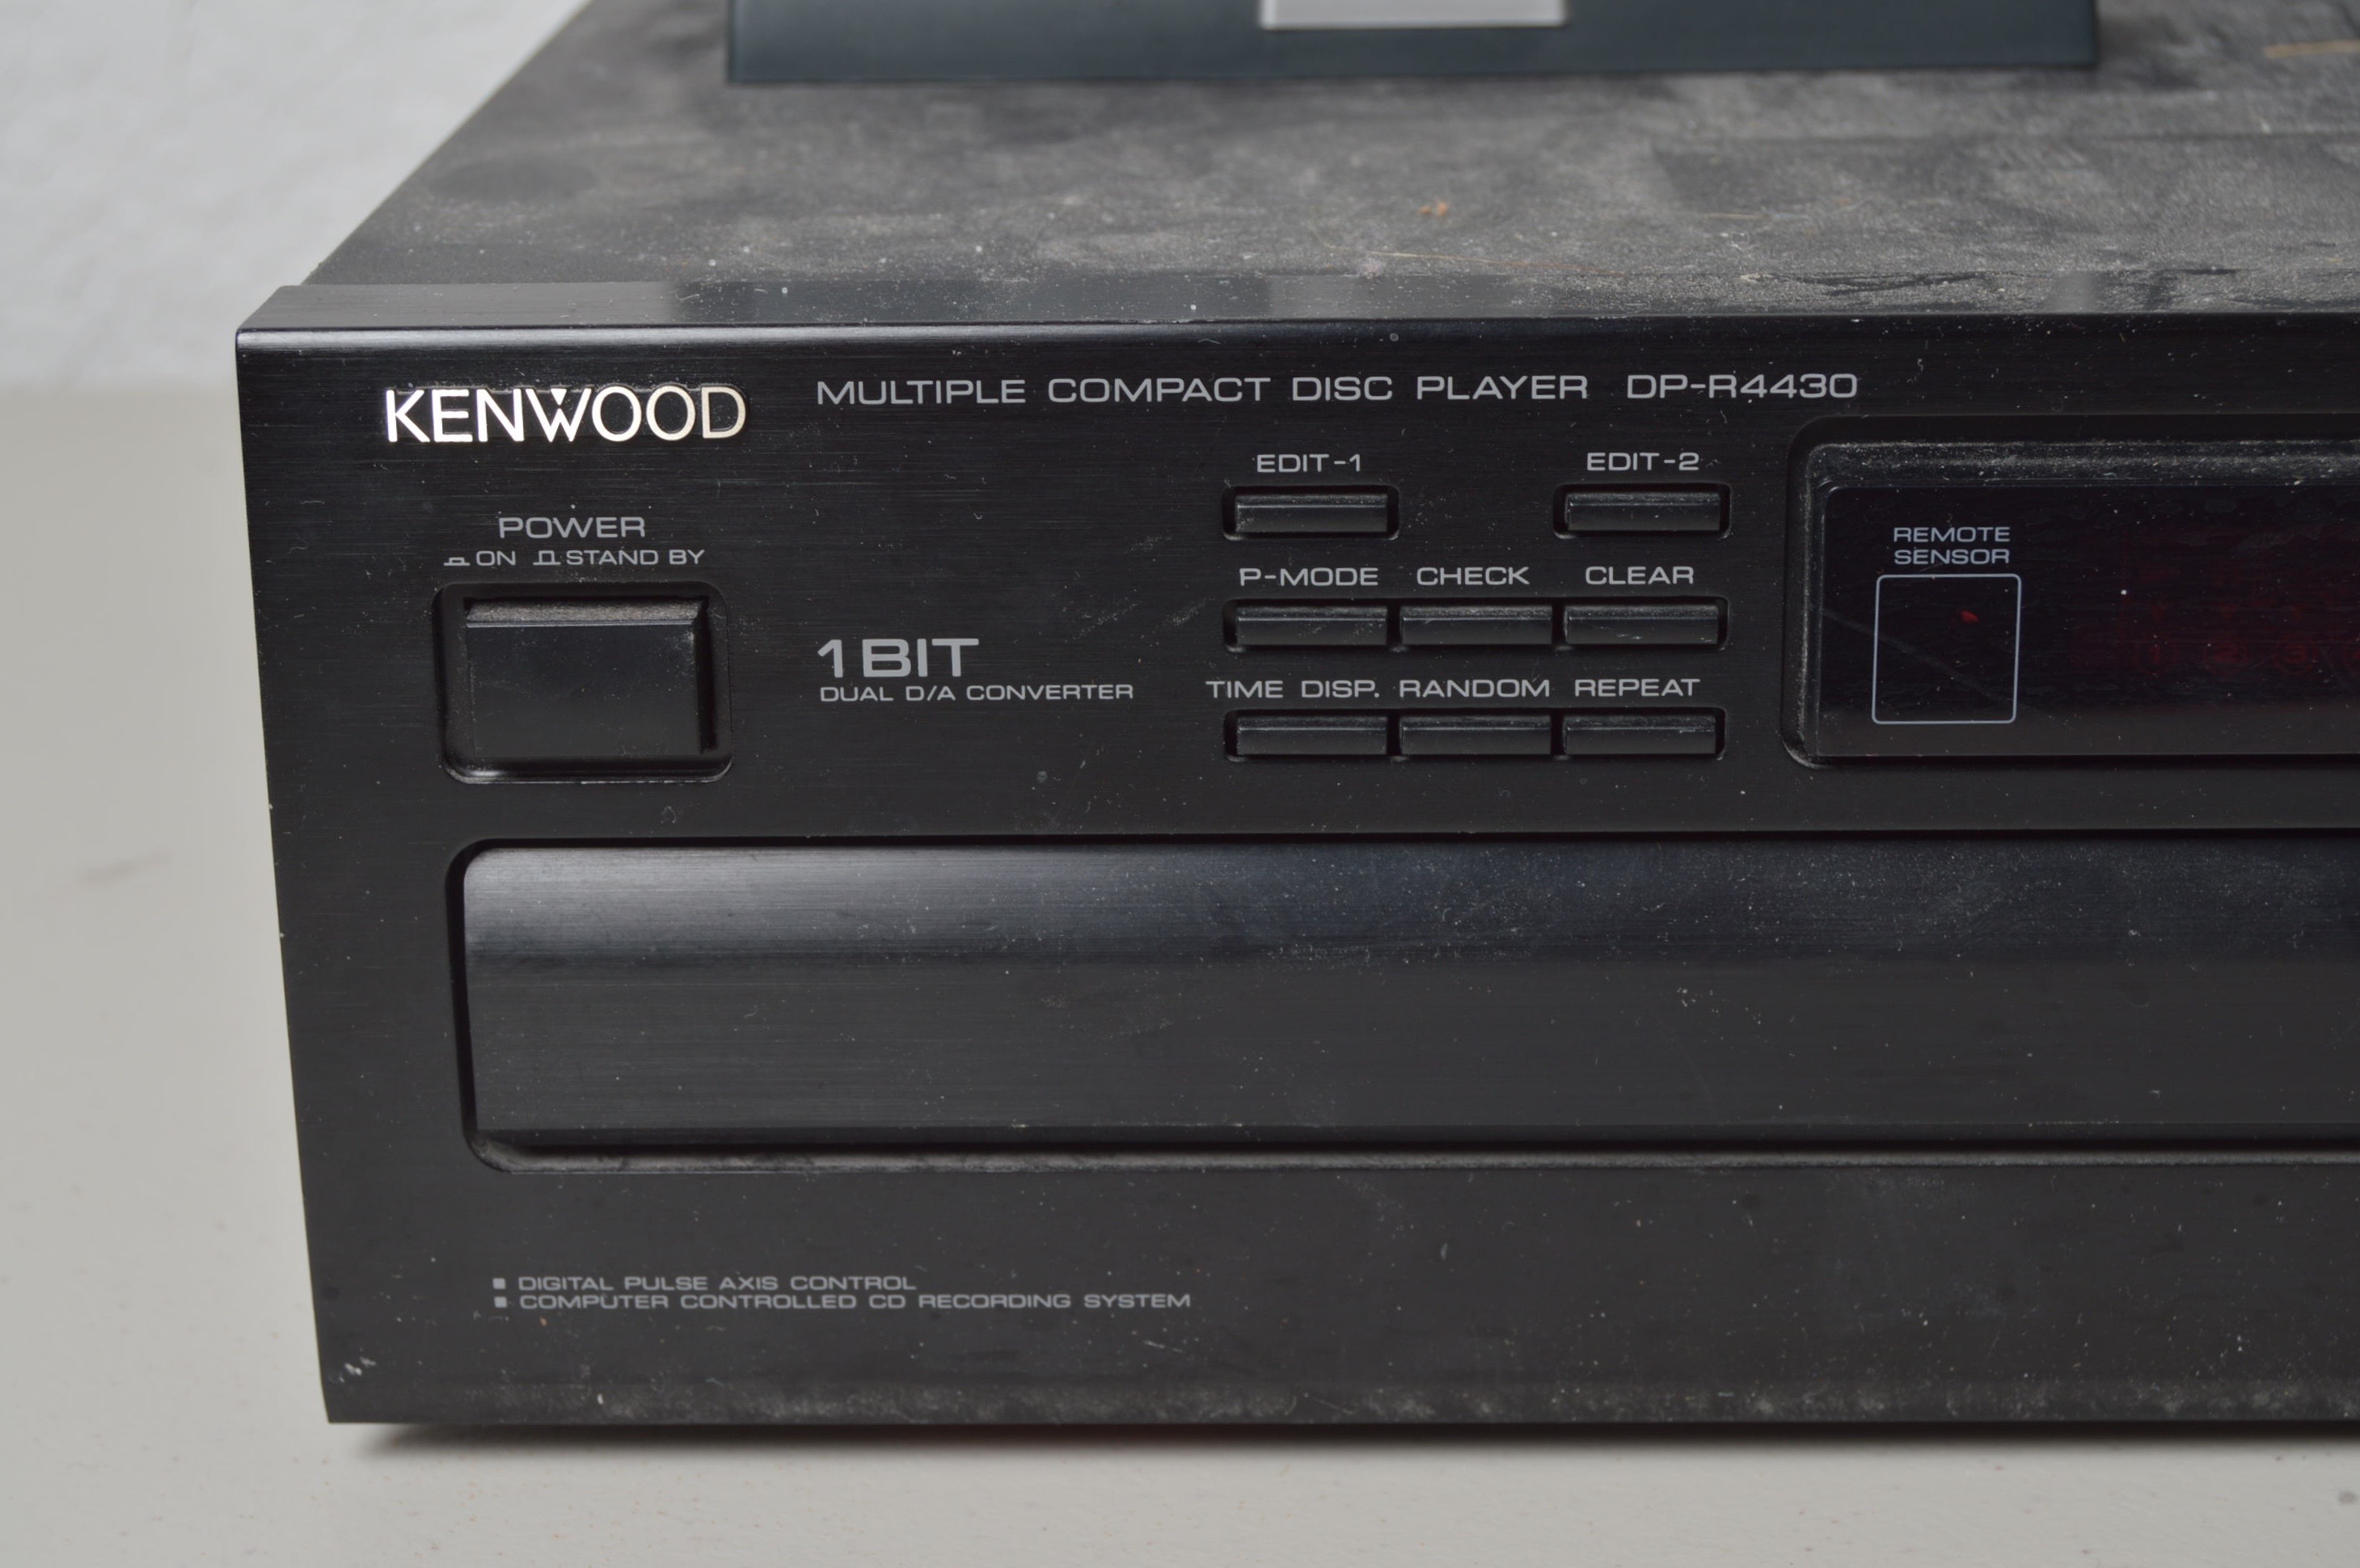 KENWOOD MULTIPLE COMPACT DISC PLAYER DP-R4430
EDIT-1 EDIT-2
POWER
ON STAND BY
REMOTE
SENSOR
P-MODE CHECK CLEAR
1 BIT
DUAL D/A CONVERTER
TIME DISP. RANDOM REPEAT
■ DIGITAL PULSE AXIS CONTROL
■ COMPUTER CONTROLLED CD RECORDING SYSTEM